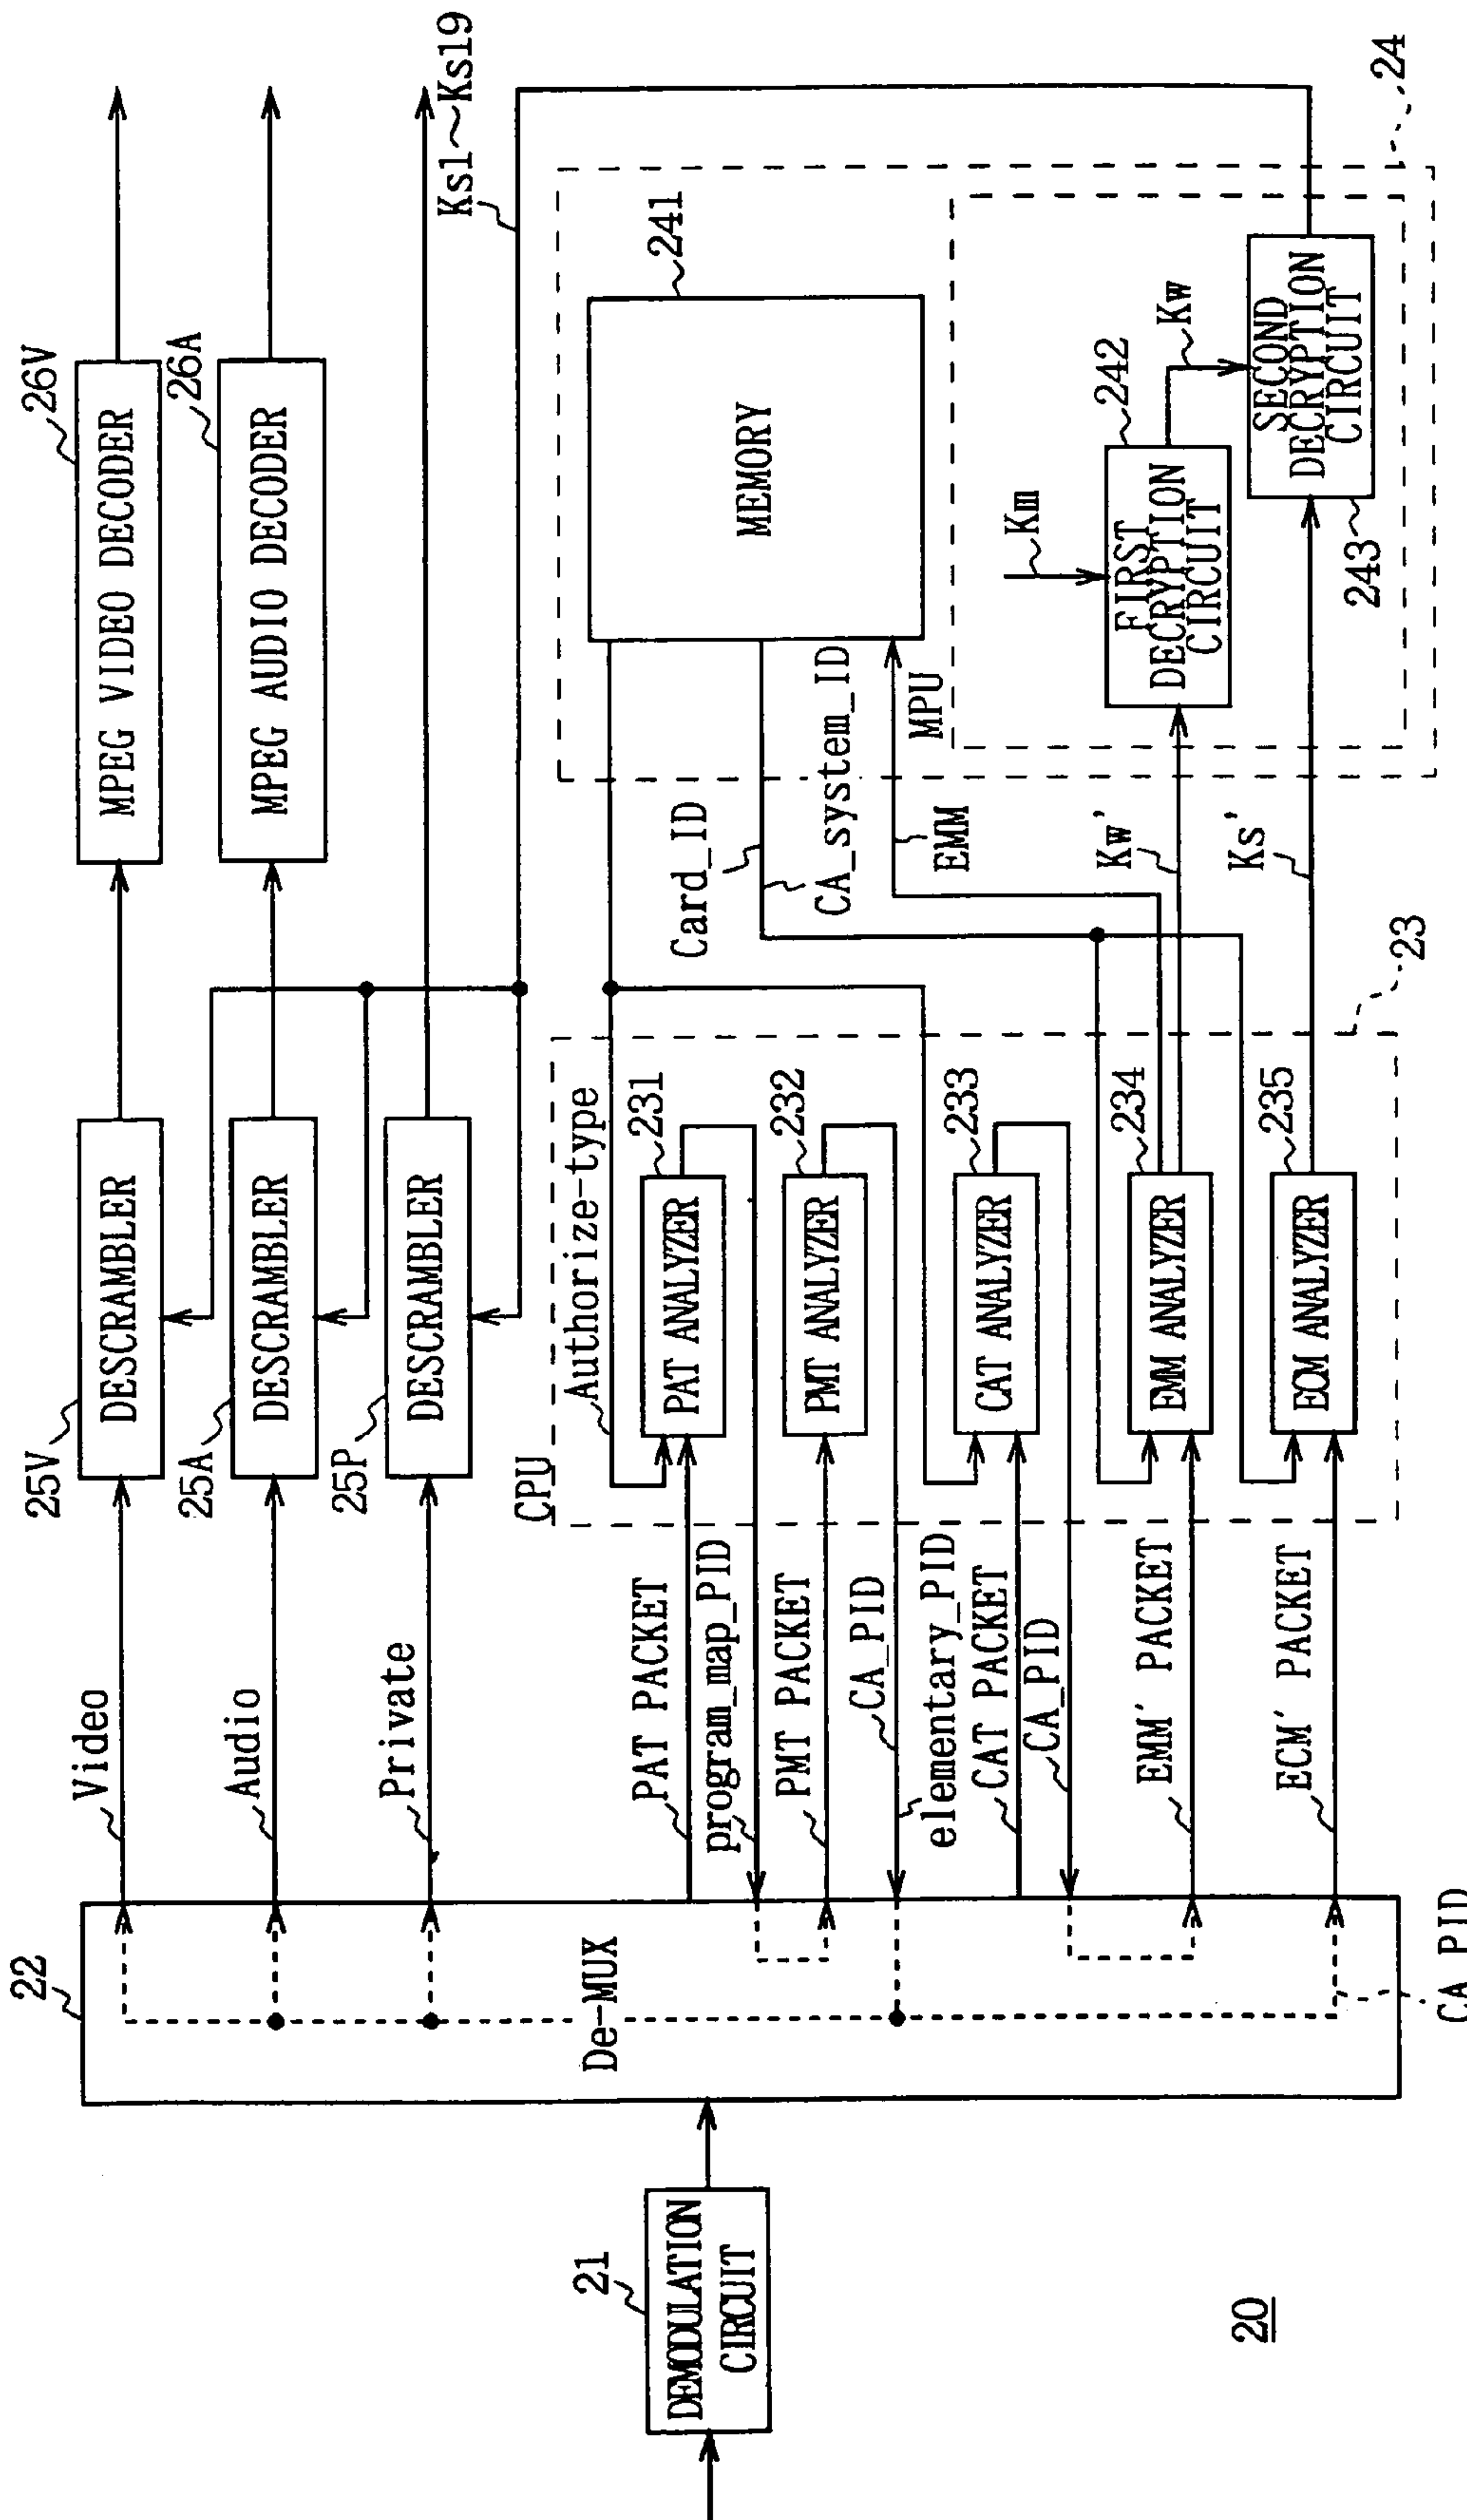 26V
MPEG VIDEO DECODER
26A
MPEG AUDIO DECODER
Ks1~Ks19
25V
DESCRAMBLER
25A
DESCRAMBLER
25P
DESCRAMBLER
Video
Audio
Private
22
De-MUX
CA_PID
21
DEMODULATION
CIRCUIT
20
CPU
23
Authorize-type
231
PAT ANALYZER
232
PMT ANALYZER
233
CAT ANALYZER
234
EMM ANALYZER
235
ECM ANALYZER
PAT PACKET
program_map_PID
PMT PACKET
CA_PID
elementary_PID
CAT PACKET
CA_PID
EMM' PACKET
ECM' PACKET
24
241
MEMORY
Card_ID
CA_system_ID
EMM
MPU
Kw'
Ks'
Km
242
FIRST
DECRYPTION
CIRCUIT
Kw
SECOND
DECRYPTION
CIRCUIT
243